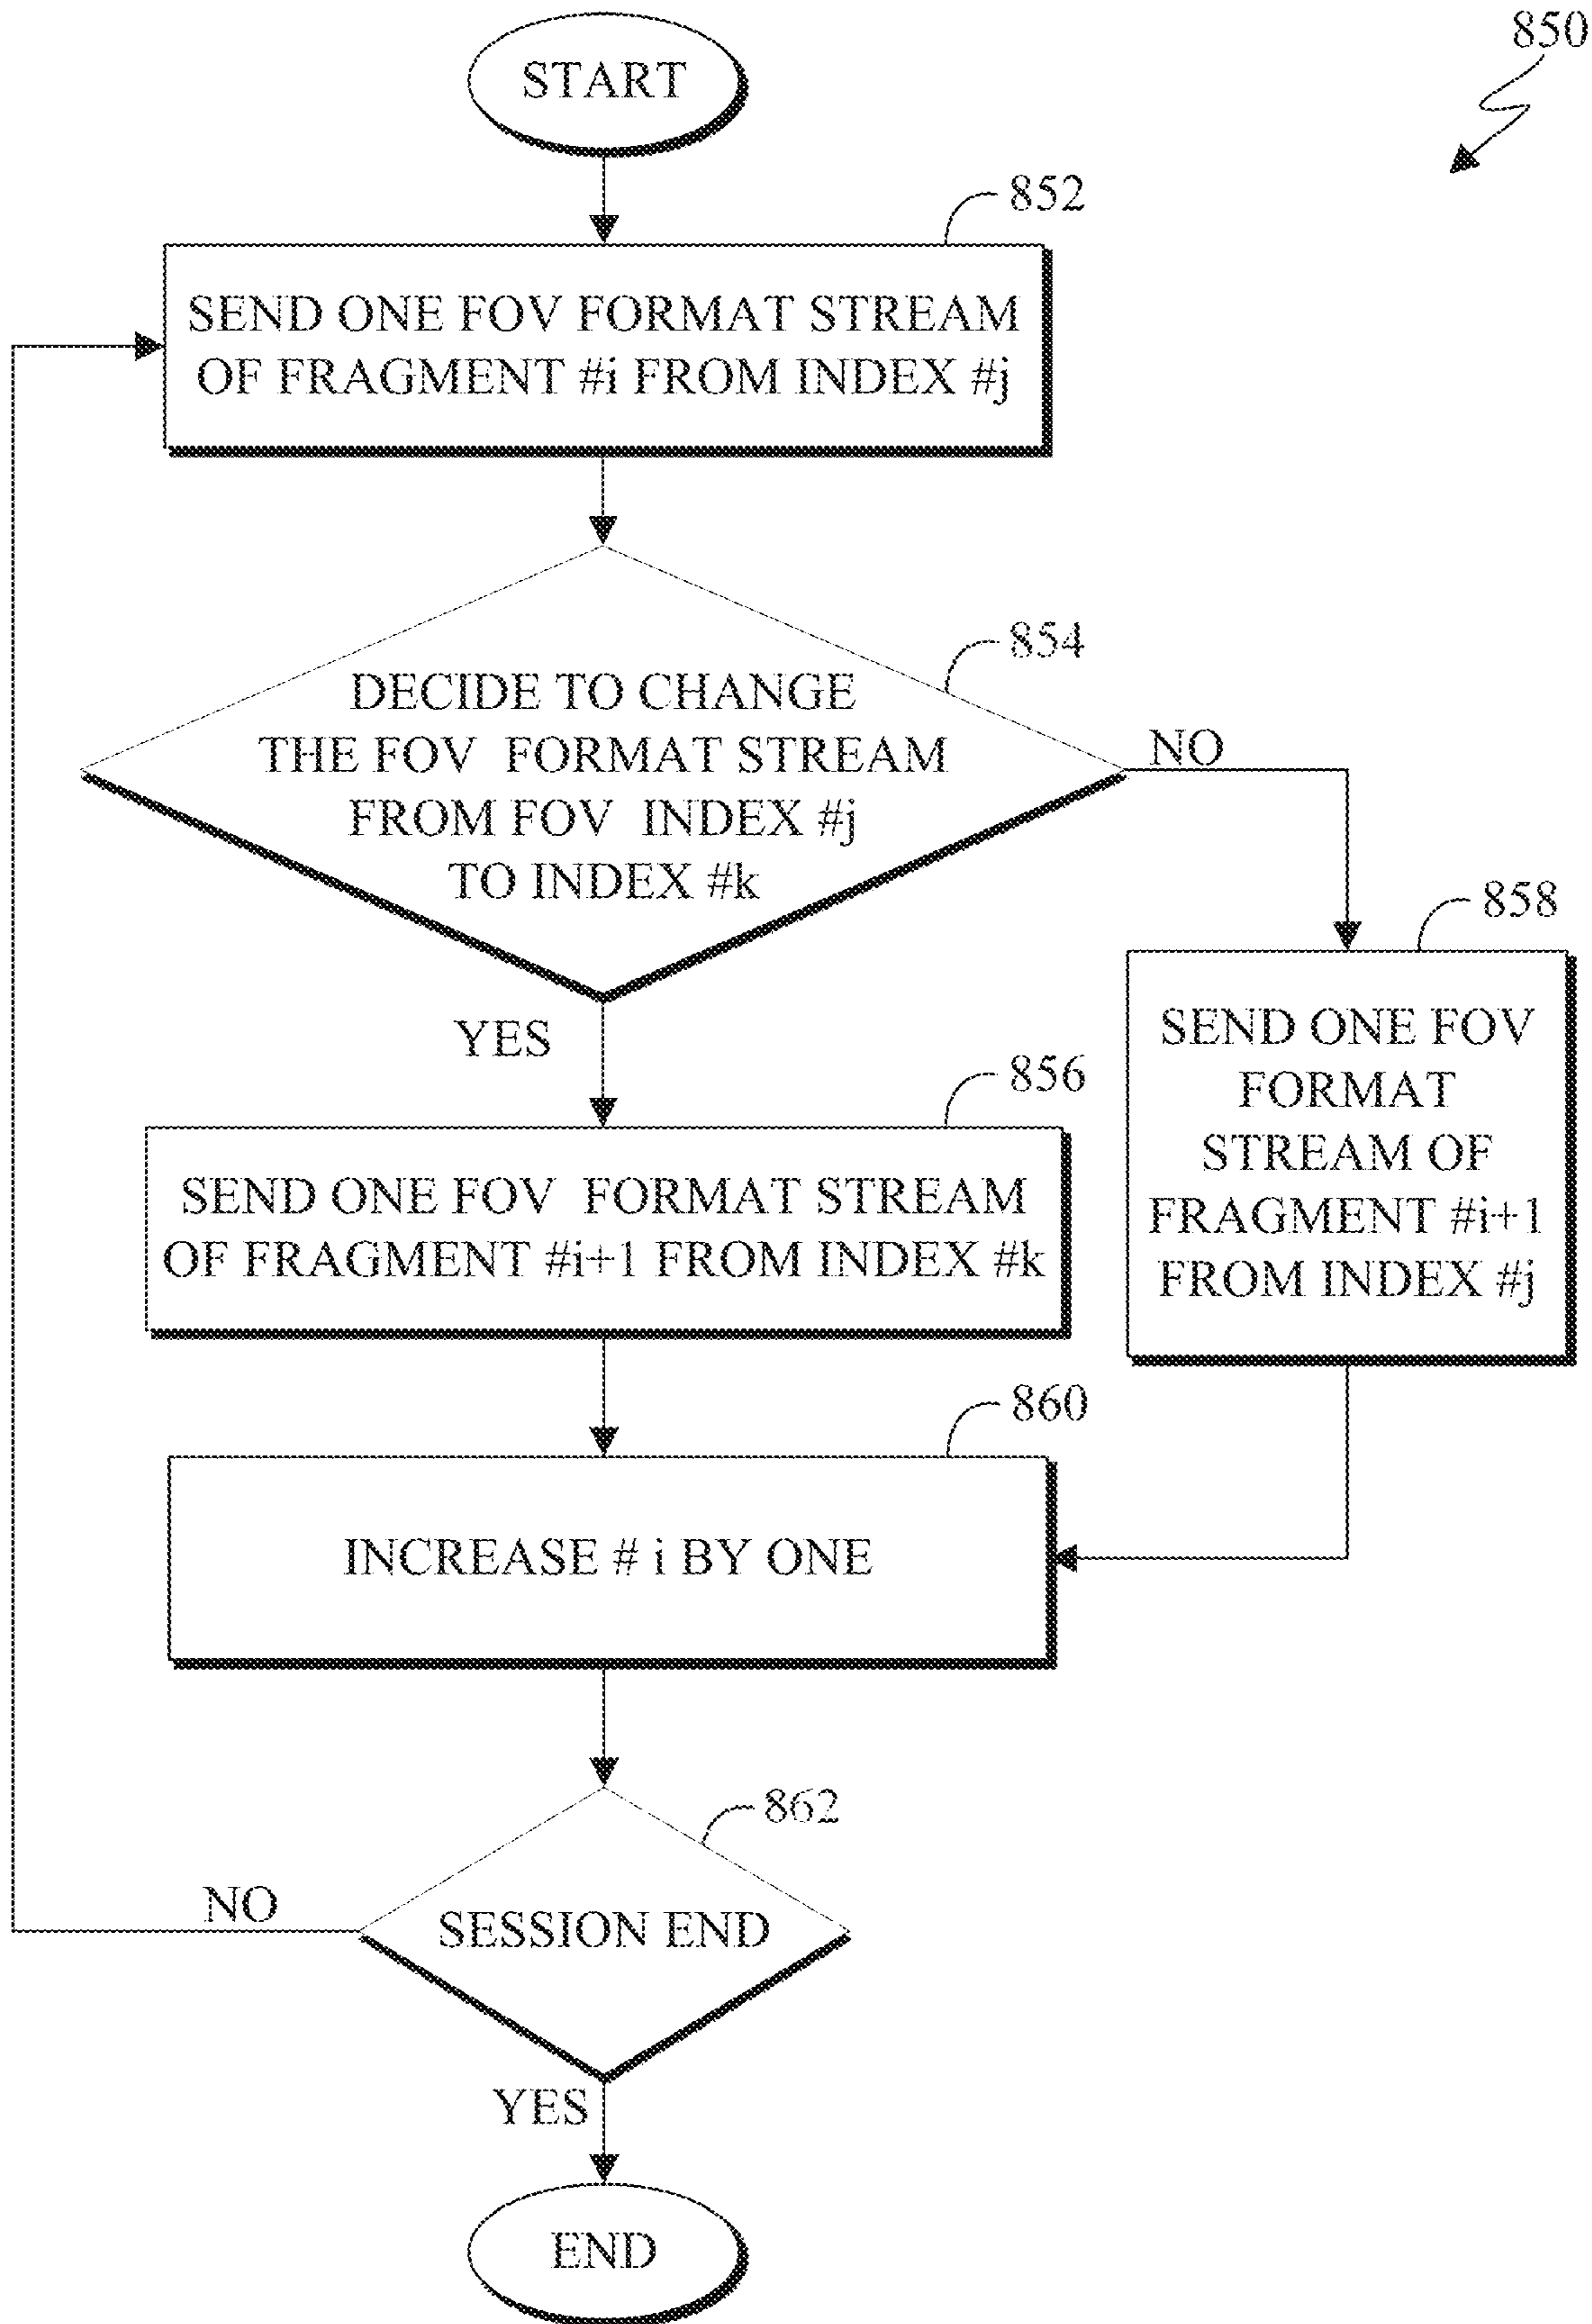 850
START
852
SEND ONE FOV FORMAT STREAM
OF FRAGMENT #i FROM INDEX #j
854
DECIDE TO CHANGE
THE FOV FORMAT STREAM
FROM FOV INDEX #j
TO INDEX #k
NO
YES
858
SEND ONE FOV
FORMAT
STREAM OF
FRAGMENT #i+1
FROM INDEX #j
856
SEND ONE FOV FORMAT STREAM
OF FRAGMENT #i+1 FROM INDEX #k
860
INCREASE # i BY ONE
862
SESSION END
NO
YES
END